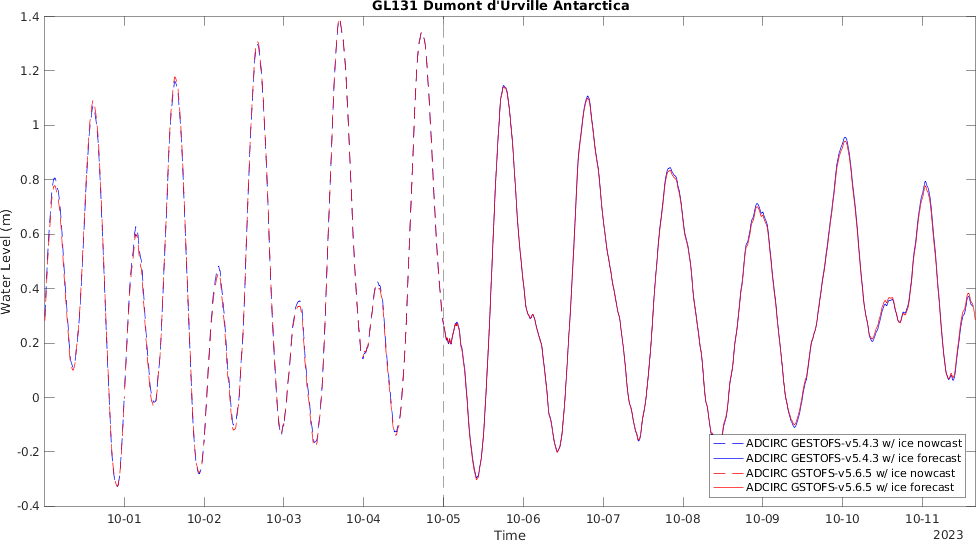 GL131 Dumont d'Urville Antarctica
1.4
1.2
1
0.8
0.6
0.4
0.2
0
-0.2
-0.4
Water Level (m)
ADCIRC GESTOFS-v5.4.3 w/ ice nowcast
ADCIRC GESTOFS-v5.4.3 w/ ice forecast
ADCIRC GSTOFS-v5.6.5 w/ ice nowcast
ADCIRC GSTOFS-v5.6.5 w/ ice forecast
10-01 10-02 10-03 10-04 10-05 10-06 10-07 10-08 10-09 10-10 10-11
Time
2023